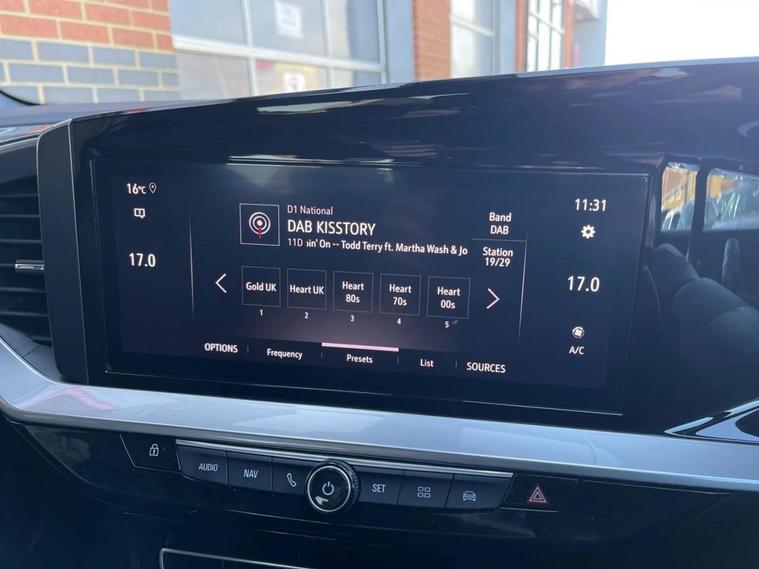 16°C
11:31
D1 National
DAB KISSTORY
11D ɔin' On -- Todd Terry ft. Martha Wash & Jo
Band
DAB
Station
19/29
17.0
17.0
Gold UK
Heart UK
Heart
80s
Heart
70s
Heart
00s
1
2
3
4
5
A/C
OPTIONS
Frequency
Presets
List
SOURCES
AUDIO
NAV
SET